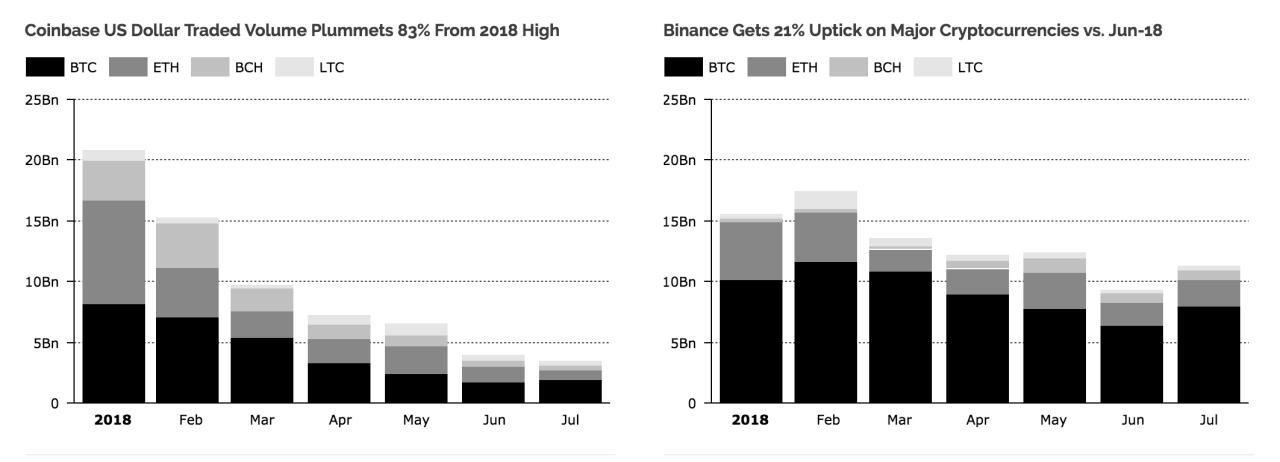 Coinbase US Dollar Traded Volume Plummets 83% From 2018 High
BTC ETH BCH LTC
25Bn
20Bn
15Bn
10Bn
5Bn
0
2018 Feb Mar Apr May Jun Jul
Binance Gets 21% Uptick on Major Cryptocurrencies vs. Jun-18
BTC ETH BCH LTC
25Bn
20Bn
15Bn
10Bn
5Bn
0
2018 Feb Mar Apr May Jun Jul